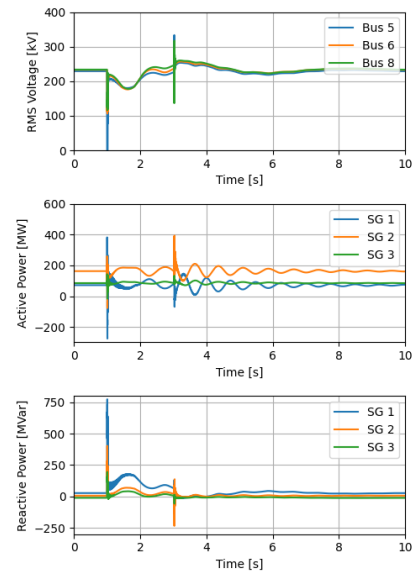 400
300
200
100
0
RMS Voltage [kV]
Bus 5
Bus 6
Bus 8
0 2 4 6 8 10
Time [s]
600
400
200
0
−200
Active Power [MW]
SG 1
SG 2
SG 3
0 2 4 6 8 10
Time [s]
750
500
250
0
−250
Reactive Power [MVar]
SG 1
SG 2
SG 3
0 2 4 6 8 10
Time [s]